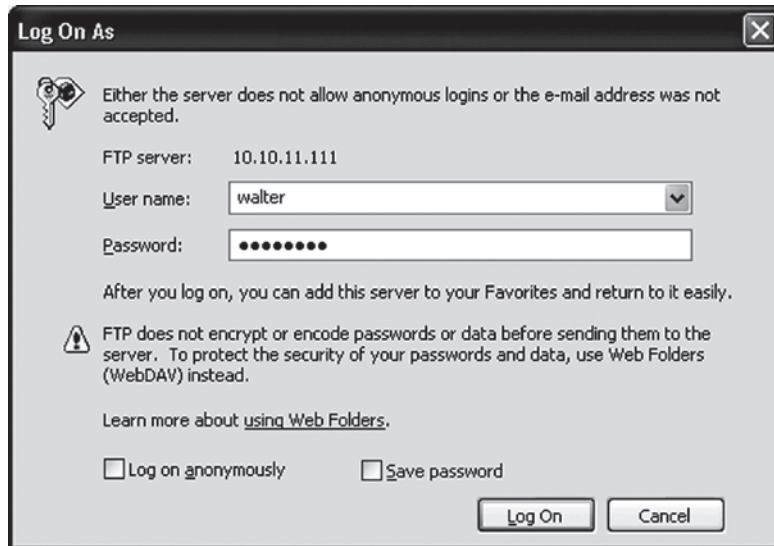 Log On As
Either the server does not allow anonymous logins or the e-mail address was not
accepted.
FTP server: 10.10.11.111
User name: walter
Password: ●●●●●●●●
After you log on, you can add this server to your Favorites and return to it easily.
FTP does not encrypt or encode passwords or data before sending them to the
server. To protect the security of your passwords and data, use Web Folders
(WebDAV) instead.
Learn more about using Web Folders.
Log on anonymously Save password
Log On Cancel